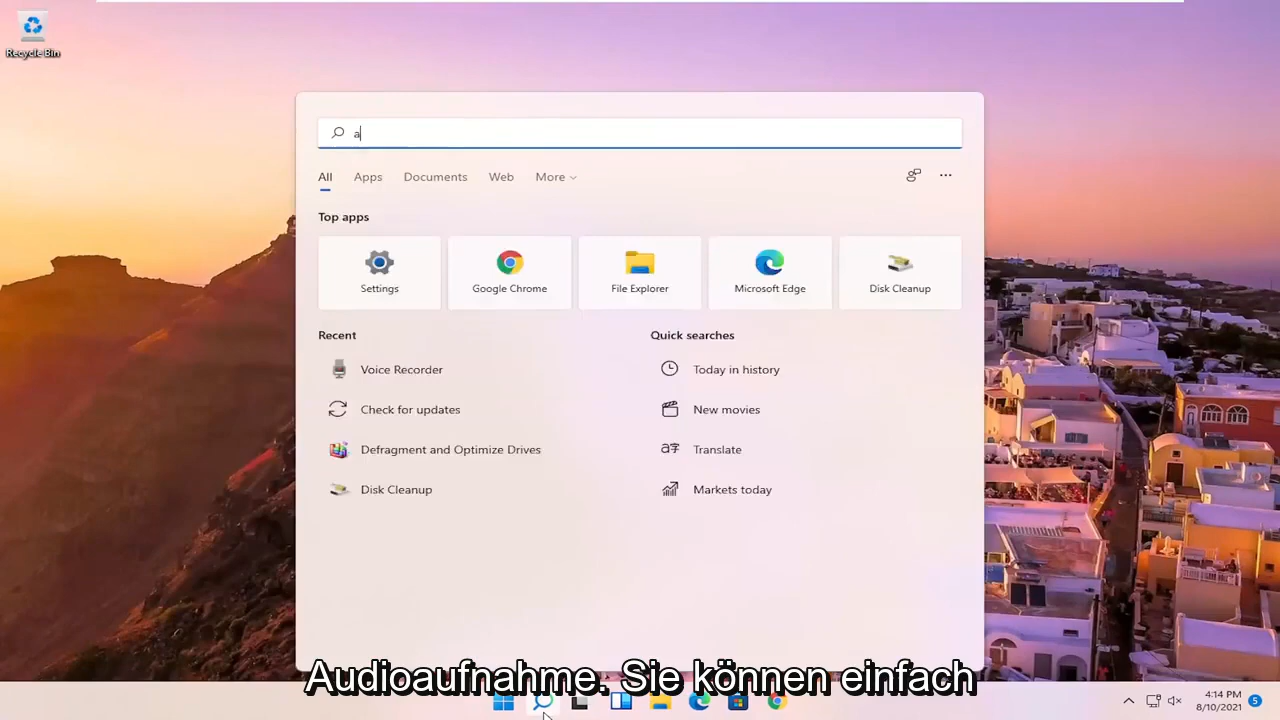 Recycle Bin
a
All Apps Documents Web More
Top apps
Settings Google Chrome File Explorer Microsoft Edge Disk Cleanup
Recent
Voice Recorder
Check for updates
Defragment and Optimize Drives
Disk Cleanup
Quick searches
Today in history
New movies
Translate
Markets today
Audioaufnahme. Sie können einfach
4:14 PM
8/10/2021
5